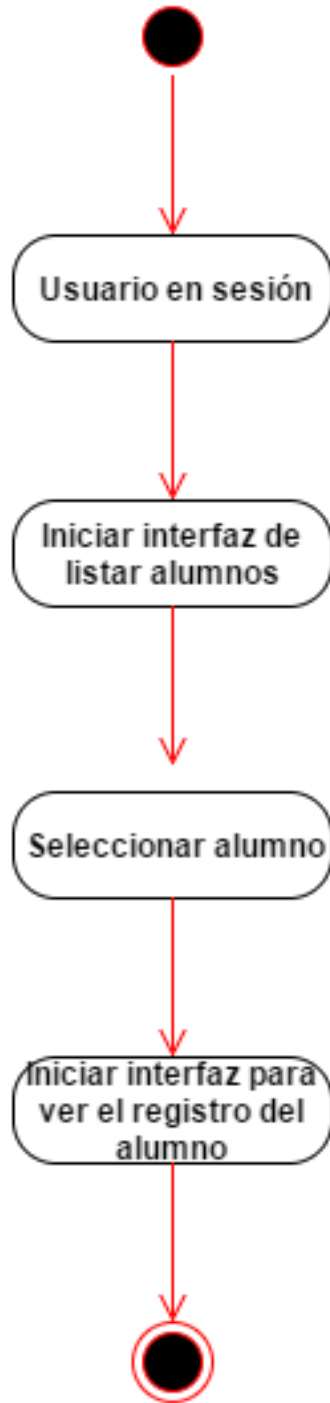 Usuario en sesión
Iniciar interfaz de
listar alumnos
Seleccionar alumno
Iniciar interfaz para
ver el registro del
alumno